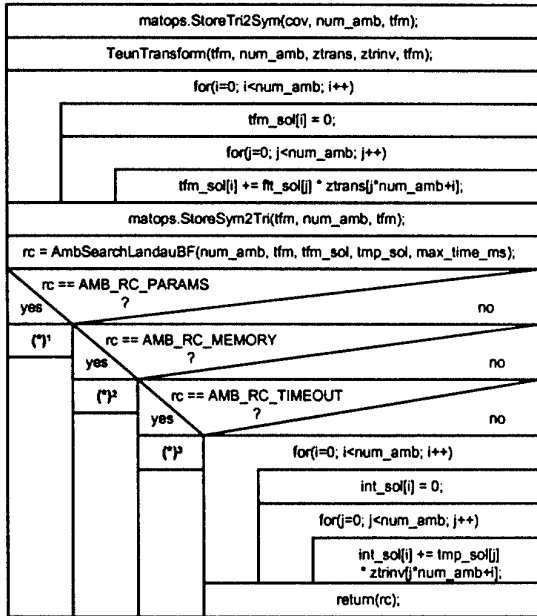 matops.StoreTri2Sym(cov, num_amb, tfm);
TeunTransform(tfm, num_amb, ztrans, ztrinv, tfm);
for(i=0; i<num_amb; i++)
tfm_sol[i] = 0;
for(j=0; j<num_amb; j++)
tfm_sol[i] += flt_sol[j] * ztrans[j*num_amb+i];
matops.StoreSym2Tri(tfm, num_amb, tfm);
rc = AmbSearchLandauBF(num_amb, tfm, tfm_sol, tmp_sol, max_time_ms);
rc == AMB_RC_PARAMS
?
yes
no
(*)¹
rc == AMB_RC_MEMORY
?
yes
no
(*)²
rc == AMB_RC_TIMEOUT
?
yes
no
(*)³
for(i=0; i<num_amb; i++)
int_sol[i] = 0;
for(j=0; j<num_amb; j++)
int_sol[i] += tmp_sol[j]
* ztrinv[j*num_amb+i];
return(rc);